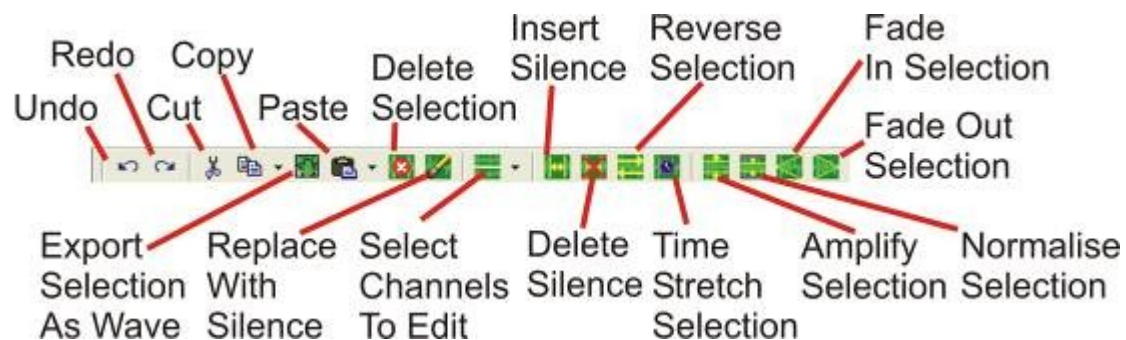 Undo
Redo
Cut
Copy
Paste
Delete
Selection
Insert
Silence
Reverse
Selection
Fade
In Selection
Fade Out
Selection
Export
Selection
As Wave
Replace
With
Silence
Select
Channels
To Edit
Delete
Silence
Time
Stretch
Selection
Amplify
Selection
Normalise
Selection